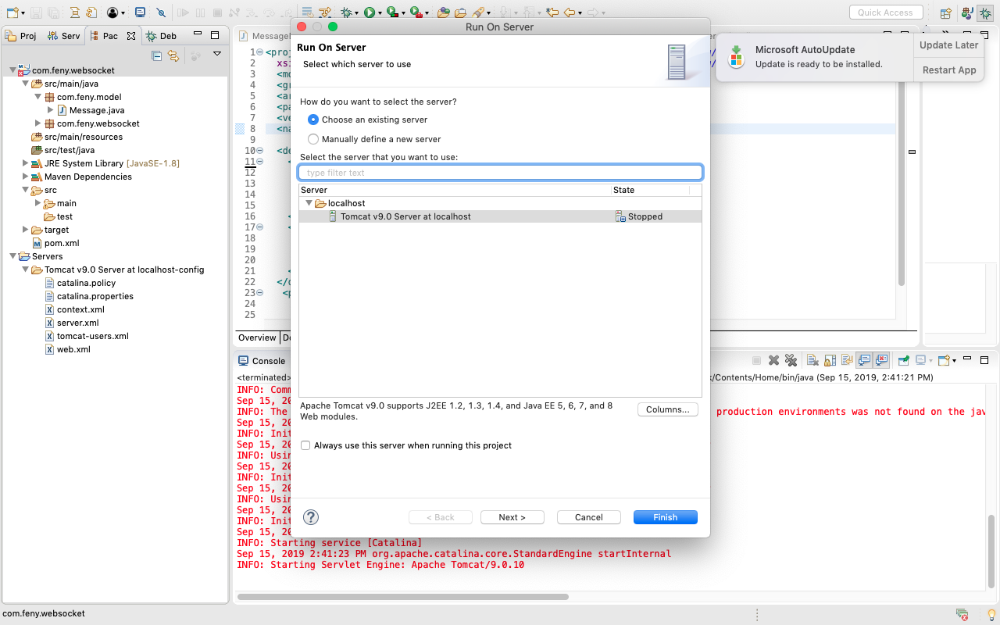 Quick Access
Proj
Serv
Pac
Deb
com.feny.websocket
src/main/java
com.feny.model
Message.java
com.feny.websocket
src/main/resources
src/test/java
JRE System Library [JavaSE-1.8]
Maven Dependencies
src
main
test
target
pom.xml
Servers
Tomcat v9.0 Server at localhost-config
catalina.policy
catalina.properties
context.xml
server.xml
tomcat-users.xml
web.xml
Message
1 <pro
2 xsi
3 <mo
4 <gr
5 <ar
6 <pa
7 <ve
8 <na
9
10 <de
11 <
12
13
14
15
16 <
17 <
18
19
20
21 <
22 </d
23 <p
24
25
Overview
De
Run On Server
Run On Server
Select which server to use
How do you want to select the server?
Choose an existing server
Manually define a new server
Select the server that you want to use:
type filter text
Server State
localhost
Tomcat v9.0 Server at localhost Stopped
Apache Tomcat v9.0 supports J2EE 1.2, 1.3, 1.4, and Java EE 5, 6, 7, and 8
Web modules.
Columns...
Always use this server when running this project
?
< Back
Next >
Cancel
Finish
Microsoft AutoUpdate
Update is ready to be installed.
Update Later
Restart App
Console
<terminated>
k/Contents/Home/bin/java (Sep 15, 2019, 2:41:21 PM)
INFO: Comm
Sep 15, 20
INFO: The production environments was not found on the jav
Sep 15, 20
INFO: Init
Sep 15, 20
INFO: Usin
Sep 15, 20
INFO: Init
Sep 15, 20
INFO: Usin
Sep 15, 20
INFO: Init
Sep 15, 20
INFO: Starting service [Catalina]
Sep 15, 2019 2:41:23 PM org.apache.catalina.core.StandardEngine startInternal
INFO: Starting Servlet Engine: Apache Tomcat/9.0.10
com.feny.websocket